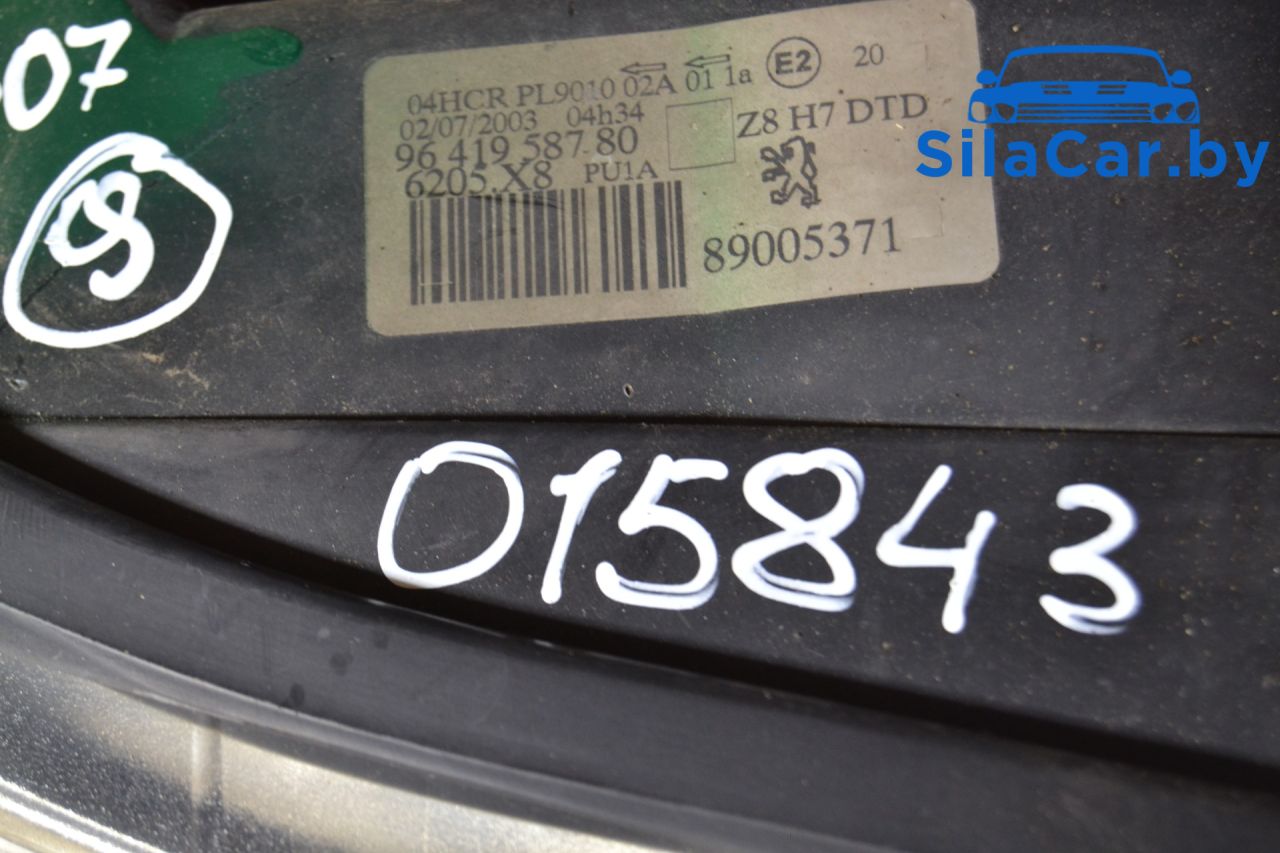 07
04HCR PL9010 02A 01 1a E2 20
02/07/2003 04h34
96 419 587 80 Z8 H7 DTD
6205.X8 PU1A
89005371
SilaCar.by
015843